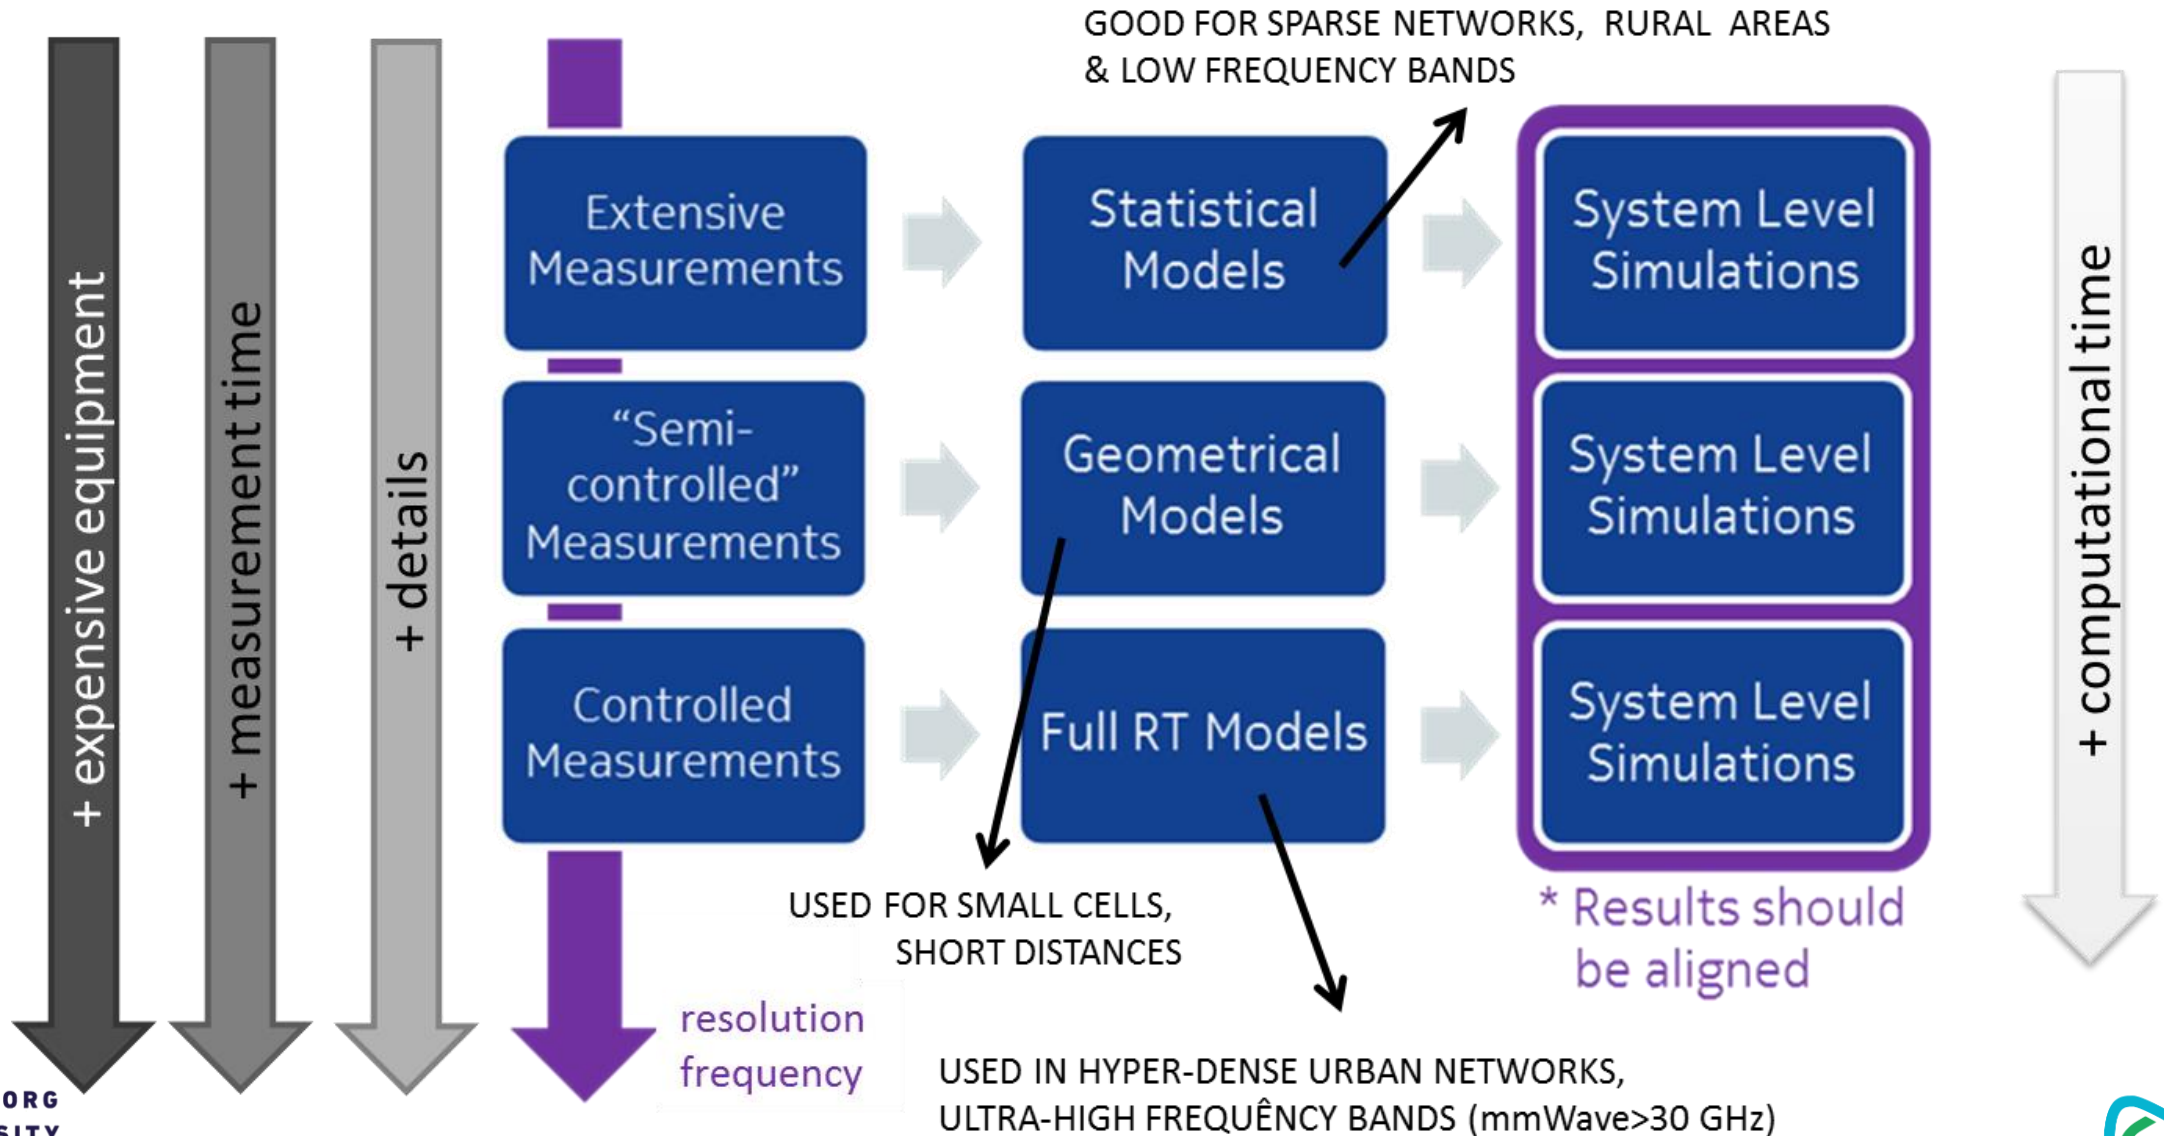 GOOD FOR SPARSE NETWORKS, RURAL AREAS
& LOW FREQUENCY BANDS
+ expensive equipment
+ measurement time
+ details
Extensive
Measurements
Statistical
Models
System Level
Simulations
“Semi-
controlled”
Measurements
Geometrical
Models
System Level
Simulations
Controlled
Measurements
Full RT Models
System Level
Simulations
+ computational time
USED FOR SMALL CELLS,
SHORT DISTANCES
* Results should
be aligned
resolution
frequency
USED IN HYPER-DENSE URBAN NETWORKS,
ULTRA-HIGH FREQUÊNCY BANDS (mmWave>30 GHz)
ORG
SITY